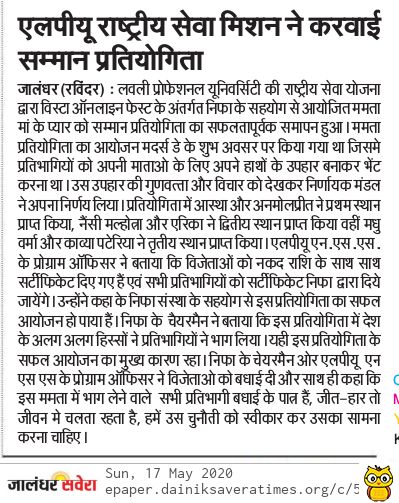 एलपीयू राष्ट्रीय सेवा मिशन ने करवाई
सम्मान प्रतियोगिता
जालंधर (रविंदर) : लवली प्रोफेशनल यूनिवर्सिटी की राष्ट्रीय सेवा योजना
द्वारा विस्टा ऑनलाइन फेस्ट के अंतर्गत निफा के सहयोग से आयोजित ममता
मां के प्यार को सम्मान प्रतियोगिता का सफलतापूर्वक समापन हुआ । ममता
प्रतियोगिता का आयोजन मदर्स डे के शुभ अवसर पर किया गया था जिसमे
प्रतिभागियों को अपनी माताओ के लिए अपने हाथों के उपहार बनाकर भेंट
करना था । उस उपहार की गुणवत्ता और विचार को देखकर निर्णायक मंडल
ने अपना निर्णय लिया । प्रतियोगिता में आस्था और अनमोलप्रीत ने प्रथम स्थान
प्राप्त किया, नैंसी मल्होत्रा और एरिका ने द्वितीय स्थान प्राप्त किया वहीं मधु
वर्मा और काव्या पटेरिया ने तृतीय स्थान प्राप्त किया । एलपीयू एन .एस .एस .
के प्रोग्राम ऑफिसर ने बताया कि विजेताओं को नकद राशि के साथ साथ
सर्टीफिकेट दिए गए हैं एवं सभी प्रतिभागियों को सर्टीफिकेट निफा द्वारा दिये
जायेंगे । उन्होंने कहा के निफा संस्था के सहयोग से इस प्रतियोगिता का सफल
आयोजन हो पाया हैं । निफा के चैयरमैन ने बताया कि इस प्रतियोगिता में देश
के अलग अलग हिस्सों ने प्रतिभागियों ने भाग लिया ।यही इस प्रतियोगिता के
सफल आयोजन का मुख्य कारण रहा । निफा के चेयरमैन ओर एलपीयू एन
एस एस के प्रोग्राम ऑफिसर ने विजेताओ को बधाई दी और साथ ही कहा कि
इस ममता में भाग लेने वाले सभी प्रतिभागी बधाई के पात्र हैं, जीत-हार तो
जीवन मे चलता रहता है, हमें उस चुनौती को स्वीकार कर उसका सामना
करना चाहिए ।
C
M
Y
K
जालंधर सवेरा
Sun, 17 May 2020
epaper.dainiksaveratimes.org/c/5